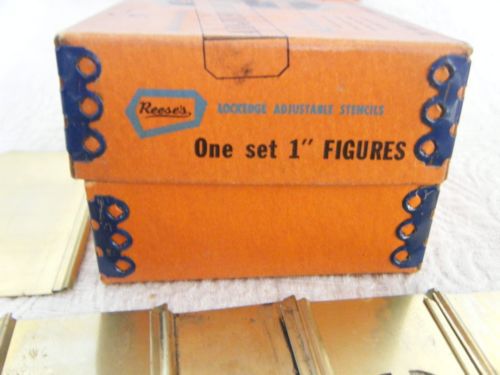 Reese's
LOCKEDGE ADJUSTABLE STENCILS
One set 1" FIGURES